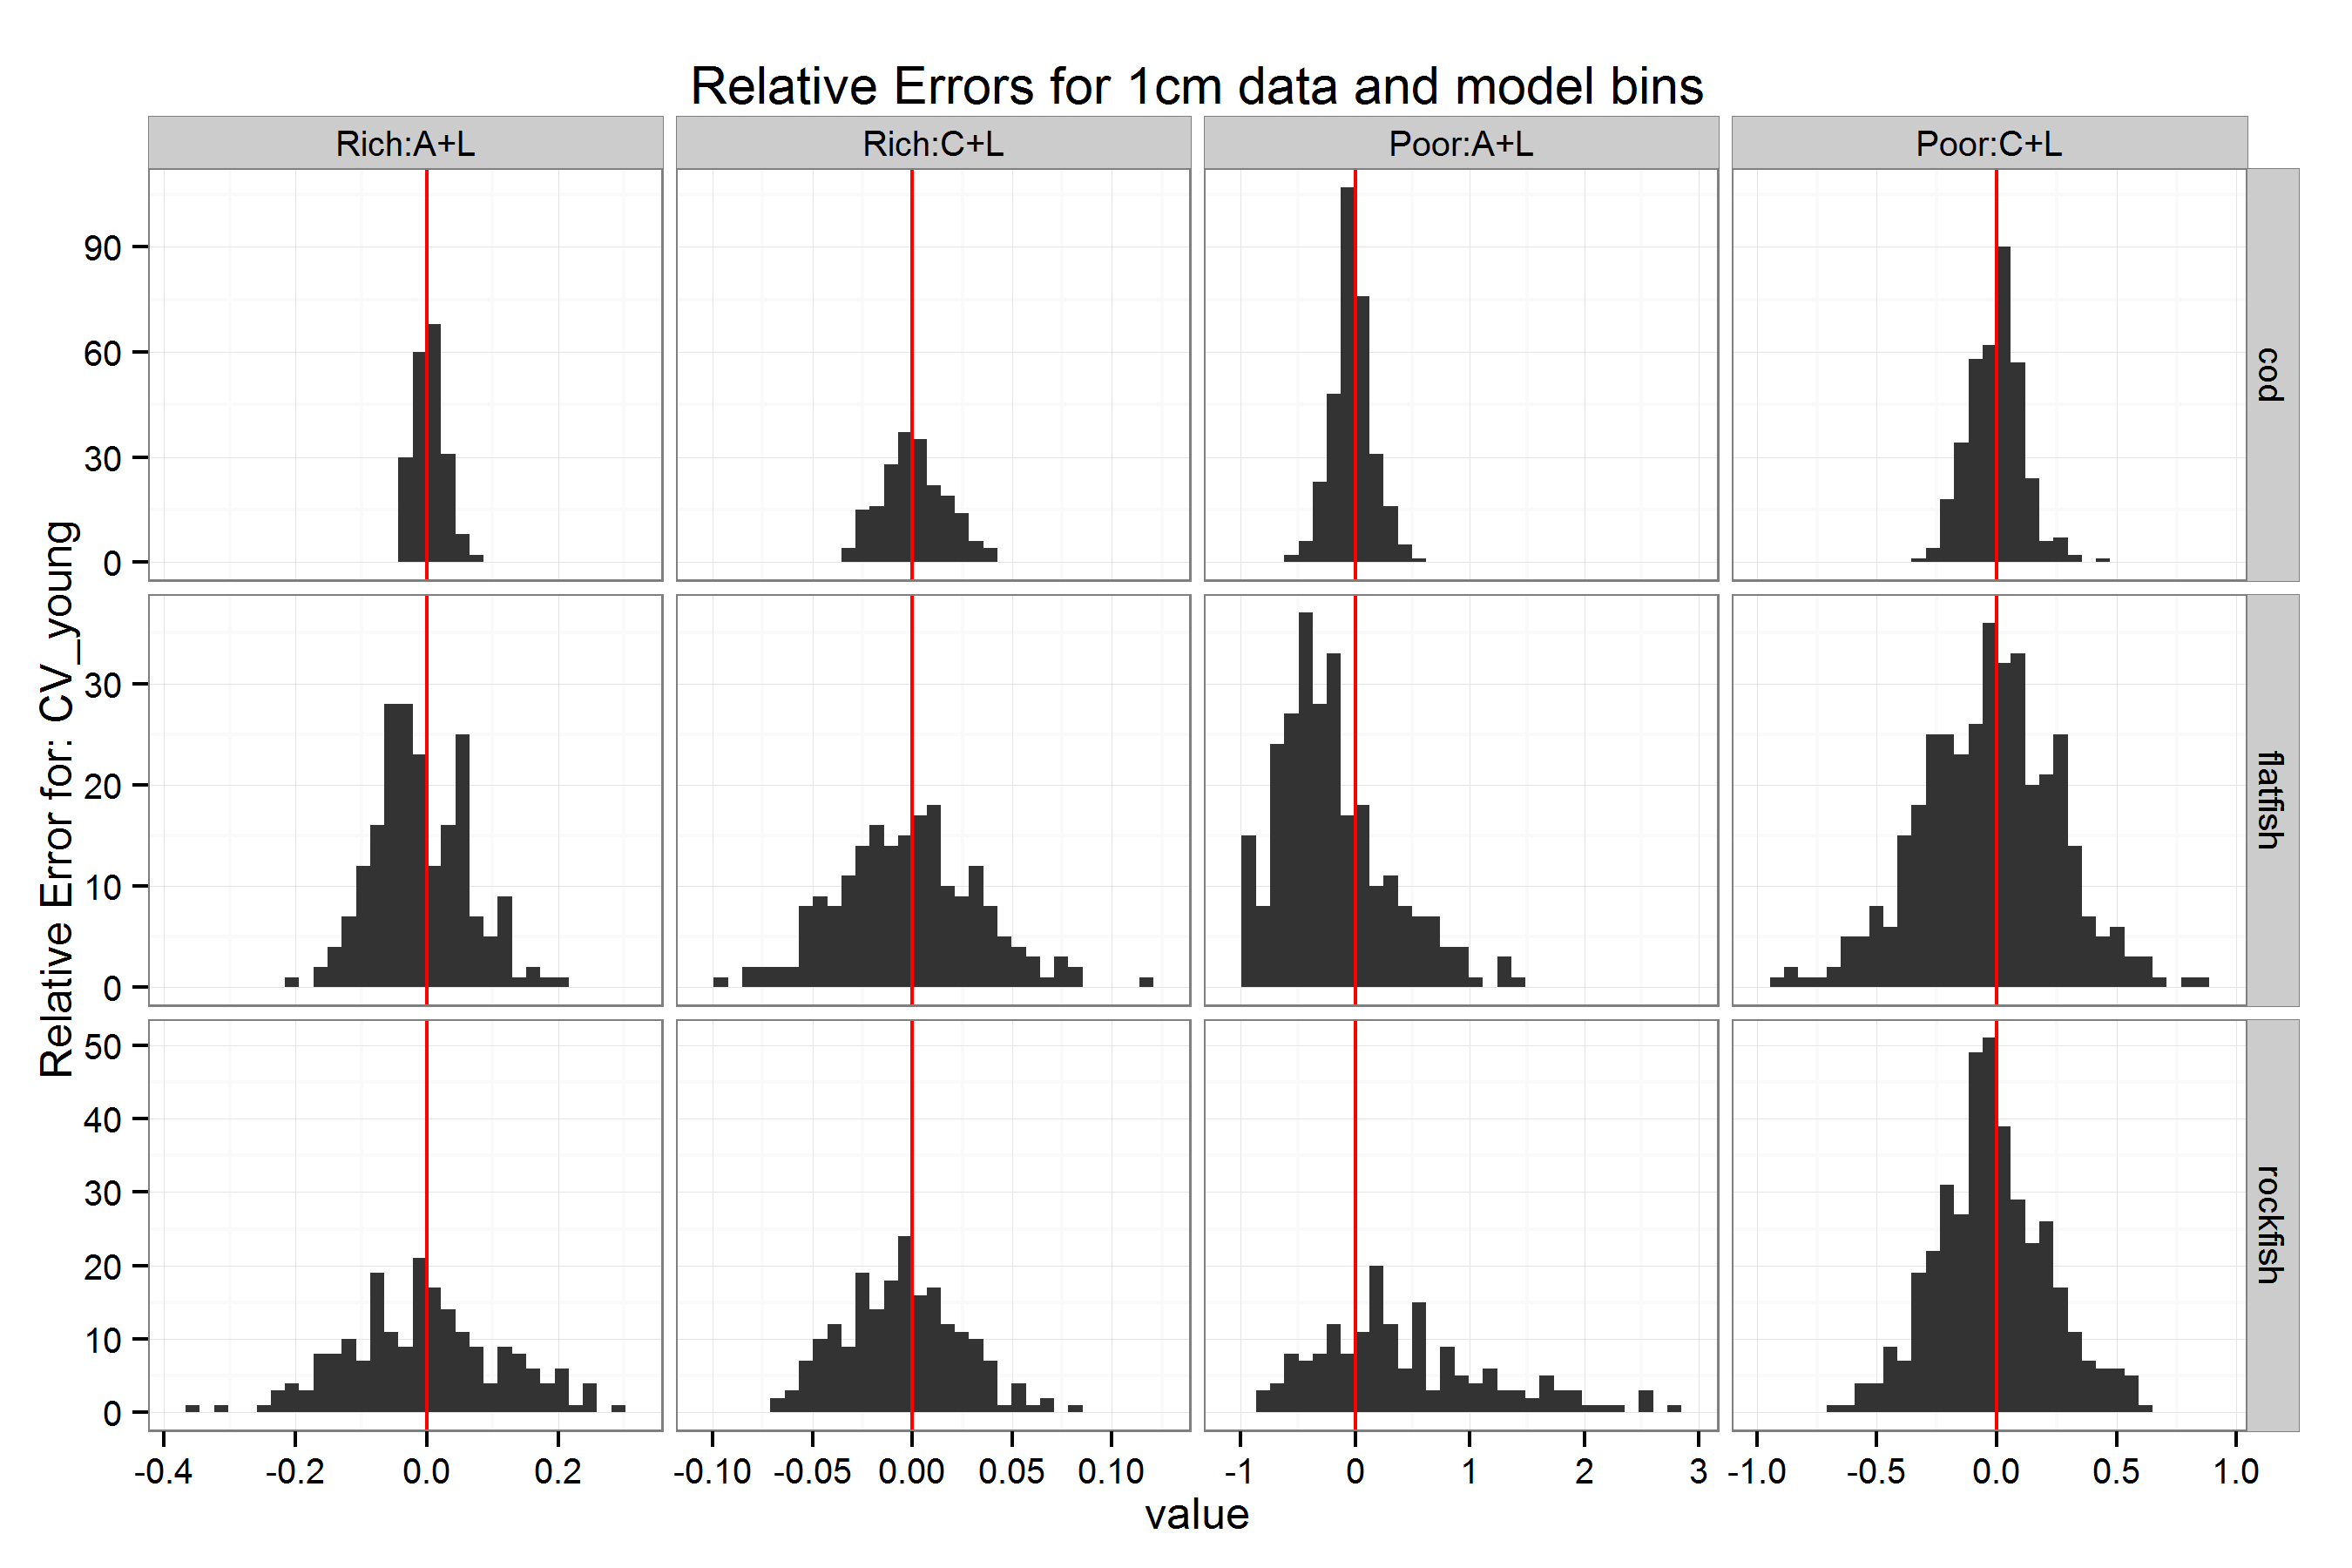 Relative Errors for 1cm data and model bins
Rich:A+L Rich:C+L Poor:A+L Poor:C+L
Relative Error for: CV_young
90
60
30
0
cod
30
20
10
0
flatfish
50
40
30
20
10
0
rockfish
-0.4 -0.2 0.0 0.2 -0.10 -0.05 0.00 0.05 0.10 -1 0 1 2 3 -1.0 -0.5 0.0 0.5 1.0
value